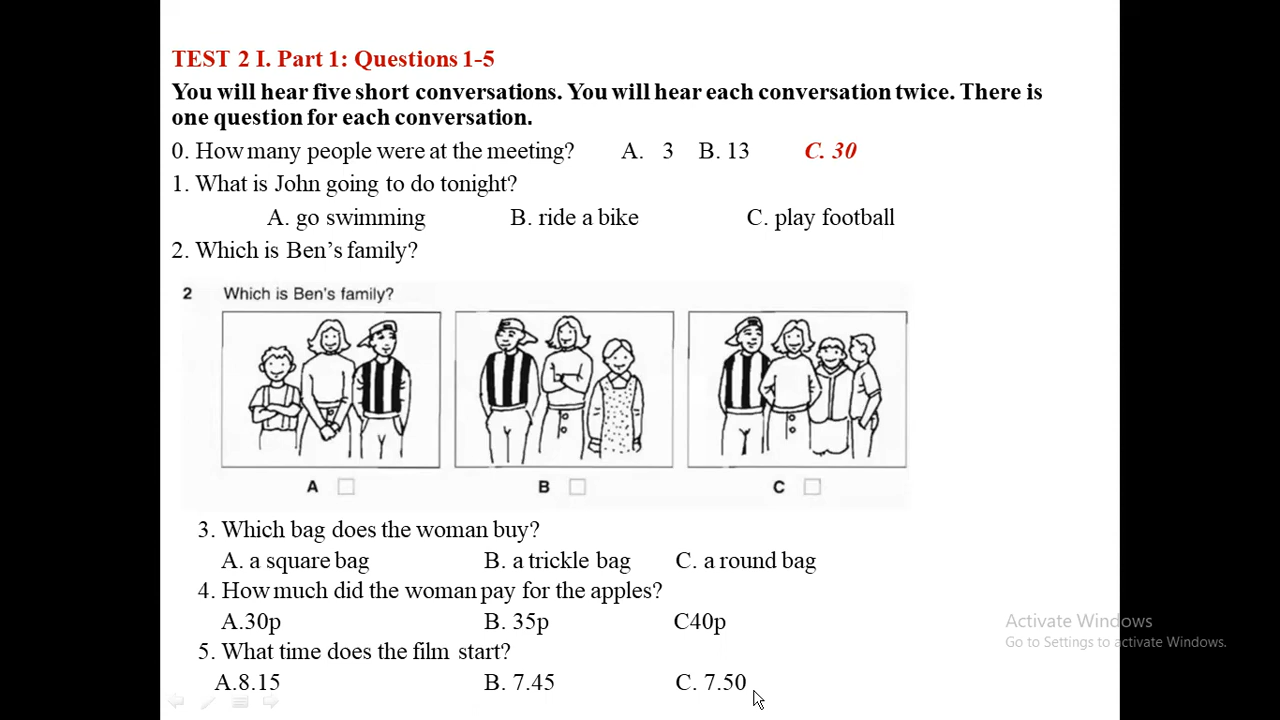 TEST 2 I. Part 1: Questions 1-5
You will hear five short conversations. You will hear each conversation twice. There is
one question for each conversation.
0. How many people were at the meeting? A. 3 B. 13 C. 30
1. What is John going to do tonight?
A. go swimming B. ride a bike C. play football
2. Which is Ben's family?
2 Which is Ben's family?
A B C
3. Which bag does the woman buy?
A. a square bag B. a trickle bag C. a round bag
4. How much did the woman pay for the apples?
A.30p B. 35p C40p
Activate Windows
Go to Settings to activate Windows.
5. What time does the film start?
A.8.15 B. 7.45 C. 7.50